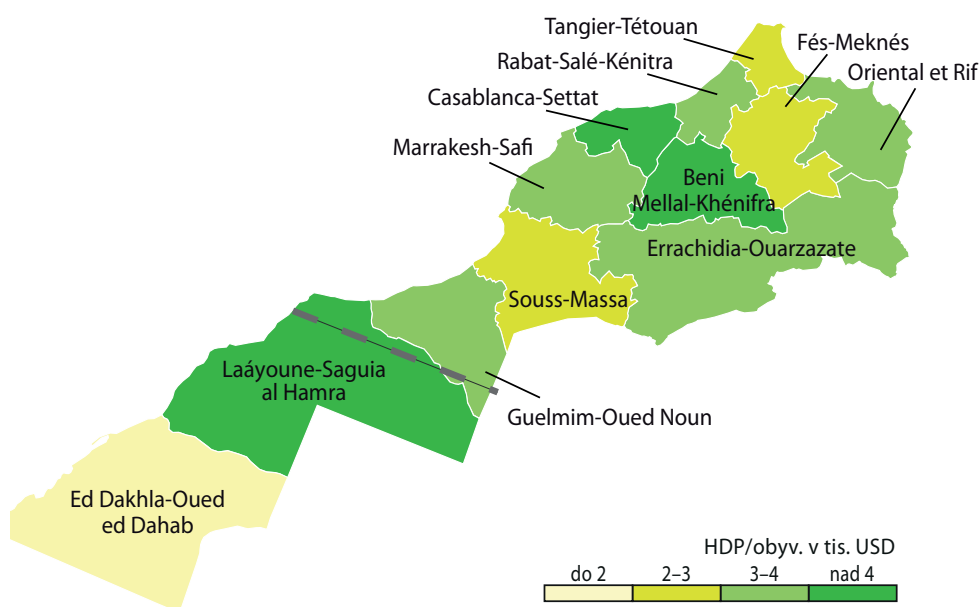 Tangier-Tétouan
Fés-Meknés
Rabat-Salé-Kénitra
Oriental et Rif
Casablanca-Settat
Marrakesh-Safi
Beni
Mellal-Khénifra
Errachidia-Ouarzazate
Souss-Massa
Laáyoune-Saguia
al Hamra
Guelmim-Oued Noun
Ed Dakhla-Oued
ed Dahab
HDP/obyv. v tis. USD
do 2 2–3 3–4 nad 4